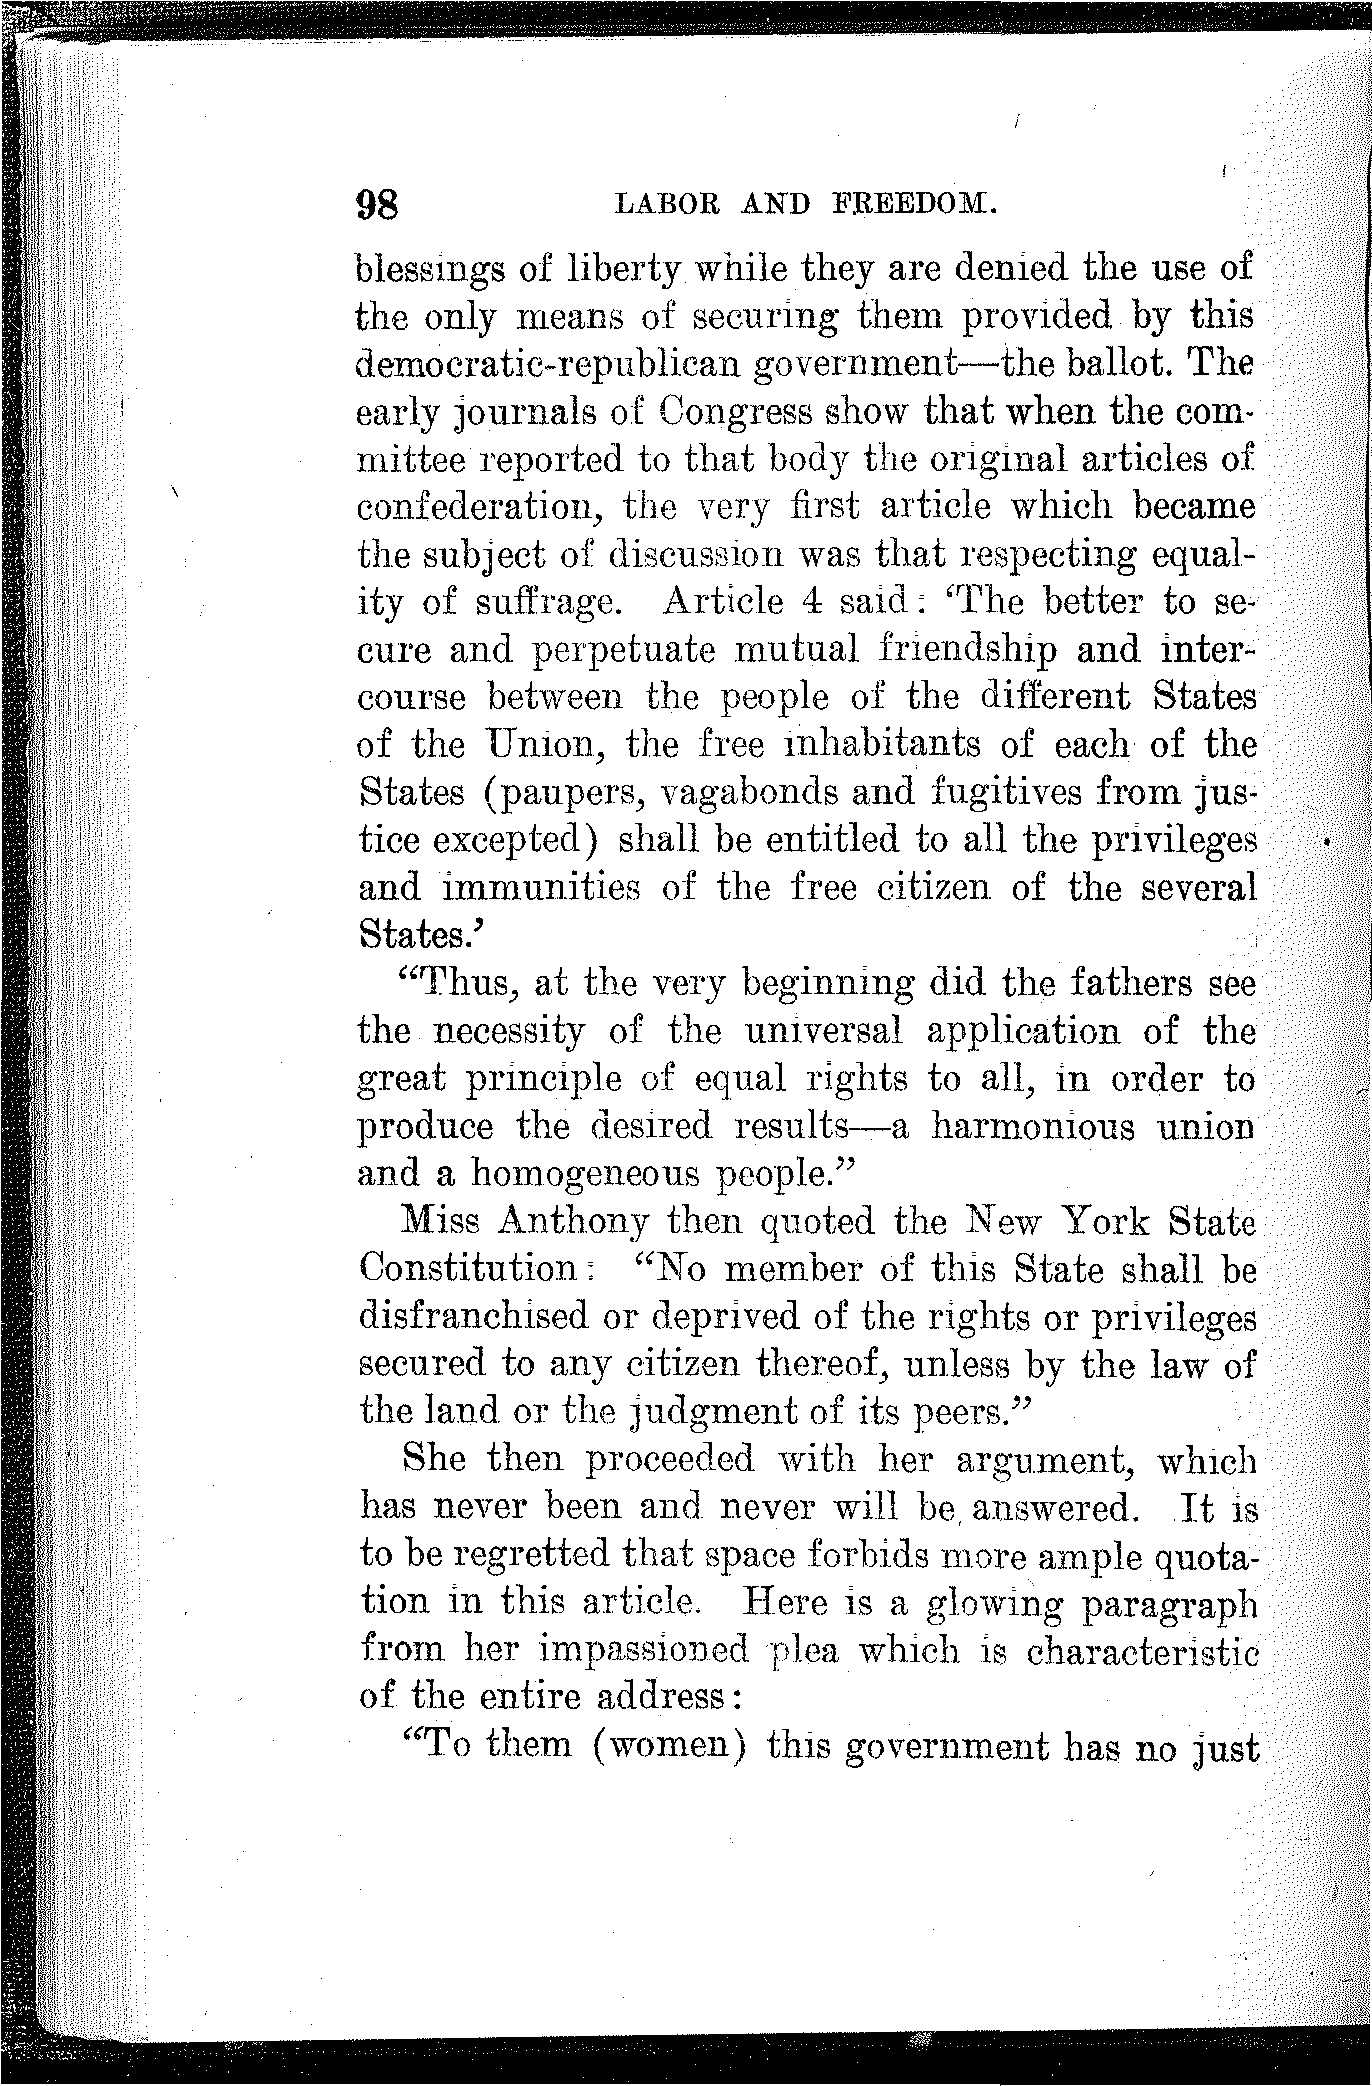 98 LABOR AND FREEDOM.
blessings of liberty while they are denied the use of
the only means of securing them provided by this
democratic-republican government—the ballot. The
early journals of Congress show that when the com-
mittee reported to that body the original articles of
confederation, the very first article which became
the subject of discussion was that respecting equal-
ity of suffrage. Article 4 said: 'The better to se-
cure and perpetuate mutual friendship and inter-
course between the people of the different States
of the Union, the free inhabitants of each of the
States (paupers, vagabonds and fugitives from jus-
tice excepted) shall be entitled to all the privileges
and immunities of the free citizen of the several
States.'
"Thus, at the very beginning did the fathers see
the necessity of the universal application of the
great principle of equal rights to all, in order to
produce the desired results—a harmonious union
and a homogeneous people."
Miss Anthony then quoted the New York State
Constitution: "No member of this State shall be
disfranchised or deprived of the rights or privileges
secured to any citizen thereof, unless by the law of
the land or the judgment of its peers."
She then proceeded with her argument, which
has never been and never will be answered. It is
to be regretted that space forbids more ample quota-
tion in this article. Here is a glowing paragraph
from her impassioned plea which is characteristic
of the entire address:
"To them (women) this government has no just